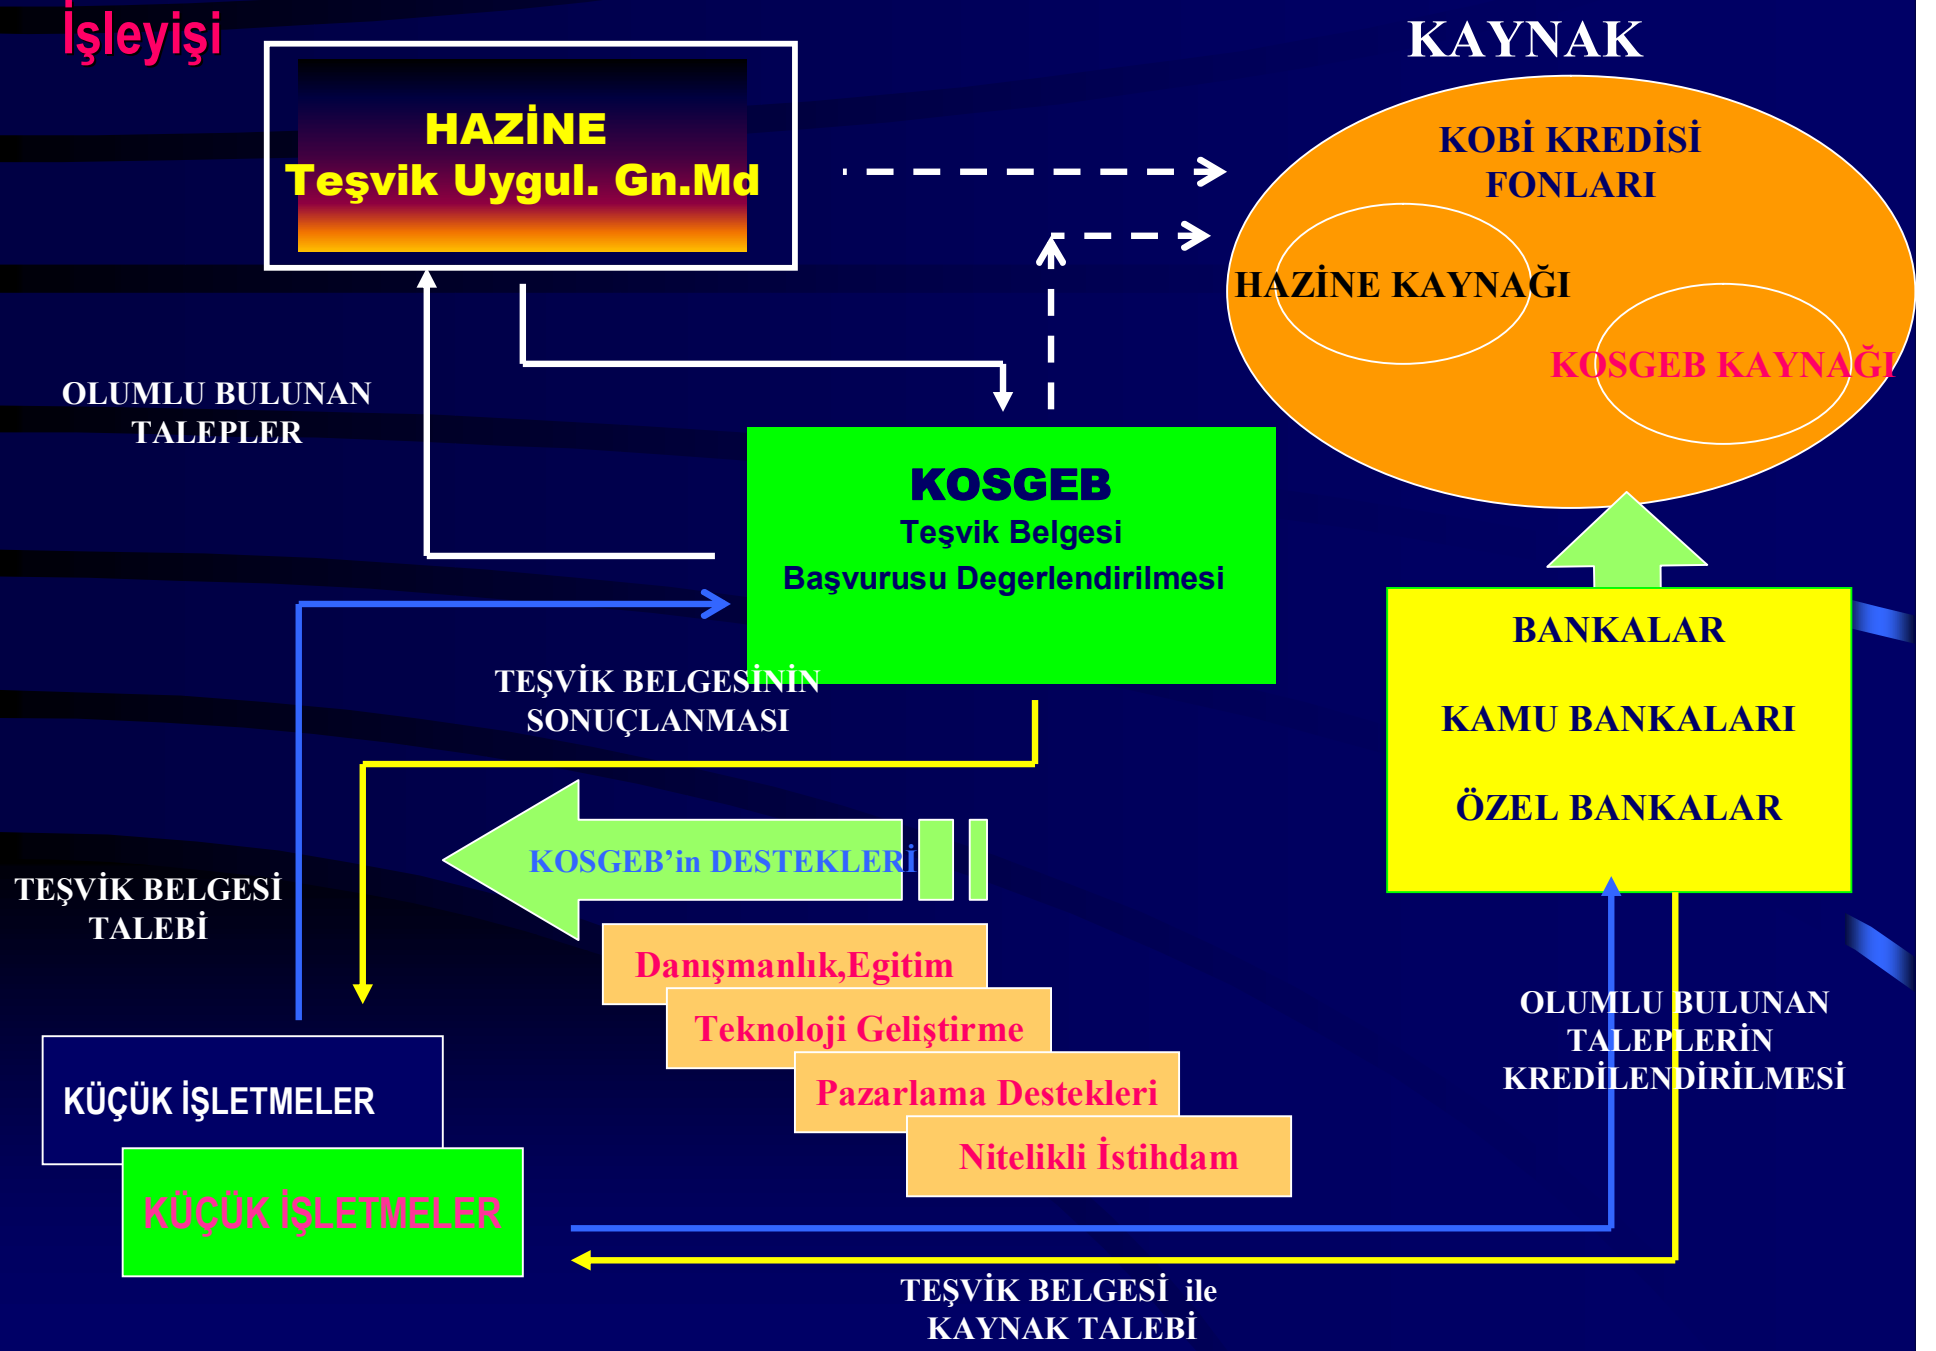 İşleyişi
KAYNAK
HAZİNE
Teşvik Uygul. Gn.Md
KOBİ KREDİSİ
FONLARI
HAZİNE KAYNAĞI
KOSGEB KAYNAĞI
OLUMLU BULUNAN
TALEPLER
KOSGEB
Teşvik Belgesi
Başvurusu Degerlendirilmesi
BANKALAR
KAMU BANKALARI
ÖZEL BANKALAR
TEŞVİK BELGESİNİN
SONUÇLANMASI
KOSGEB’in DESTEKLERİ
TEŞVİK BELGESİ
TALEBİ
Danışmanlık,Egitim
Teknoloji Geliştirme
Pazarlama Destekleri
Nitelikli İstihdam
OLUMLU BULUNAN
TALEPLERİN
KREDİLENDİRİLMESİ
KÜÇÜK İŞLETMELER
KÜÇÜK İŞLETMELER
TEŞVİK BELGESİ ile
KAYNAK TALEBİ